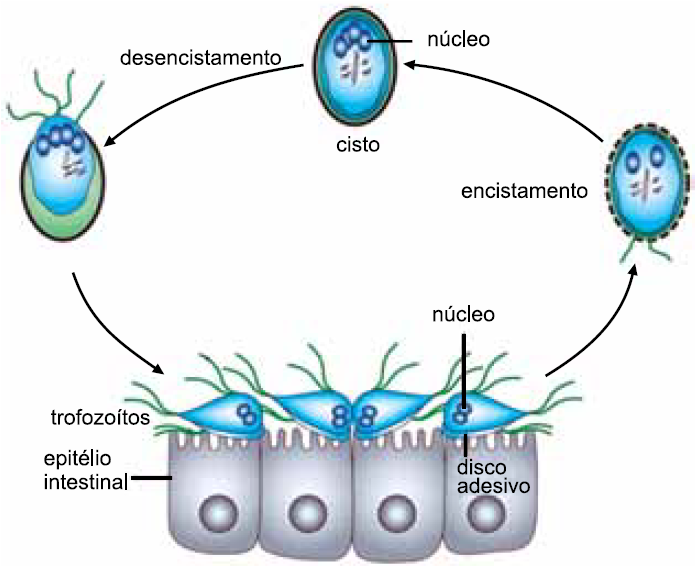 núcleo
desencistamento
cisto
encistamento
núcleo
trofozoítos
epitélio
intestinal
disco
adesivo